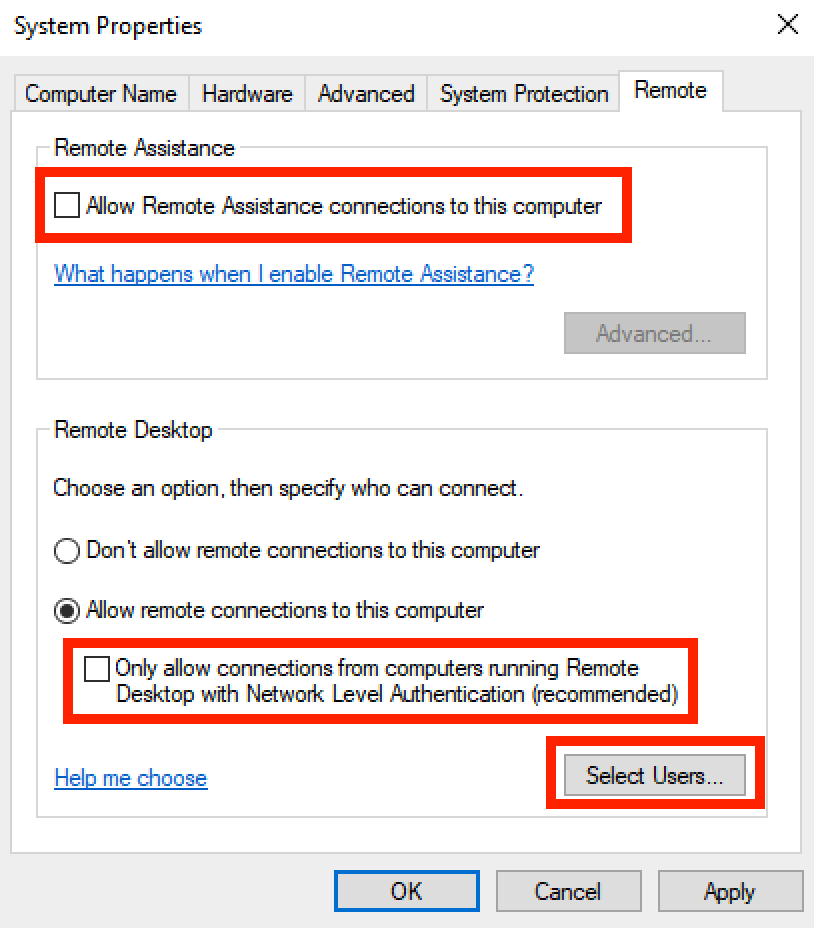 System Properties
Computer Name
Hardware
Advanced
System Protection
Remote
Remote Assistance
Allow Remote Assistance connections to this computer
What happens when I enable Remote Assistance?
Advanced...
Remote Desktop
Choose an option, then specify who can connect.
Don't allow remote connections to this computer
Allow remote connections to this computer
Only allow connections from computers running Remote
Desktop with Network Level Authentication (recommended)
Help me choose
Select Users...
OK
Cancel
Apply